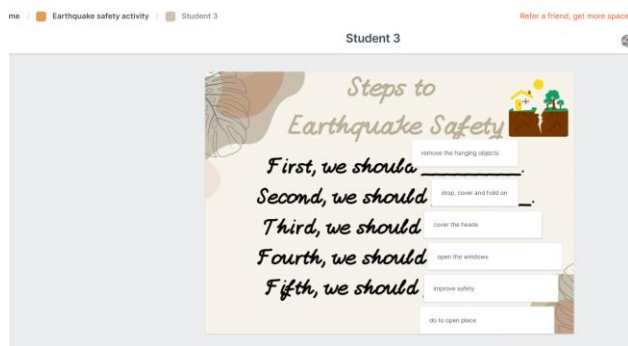 me / Earthquake safety activity / Student 3
Refer a friend, get more space
Student 3
Steps to
Earthquake Safety
First, we should remove the hanging objects.
Second, we should drop, cover and hold on.
Third, we should cover the heads
Fourth, we should open the windows
Fifth, we should improve safety
do to open place